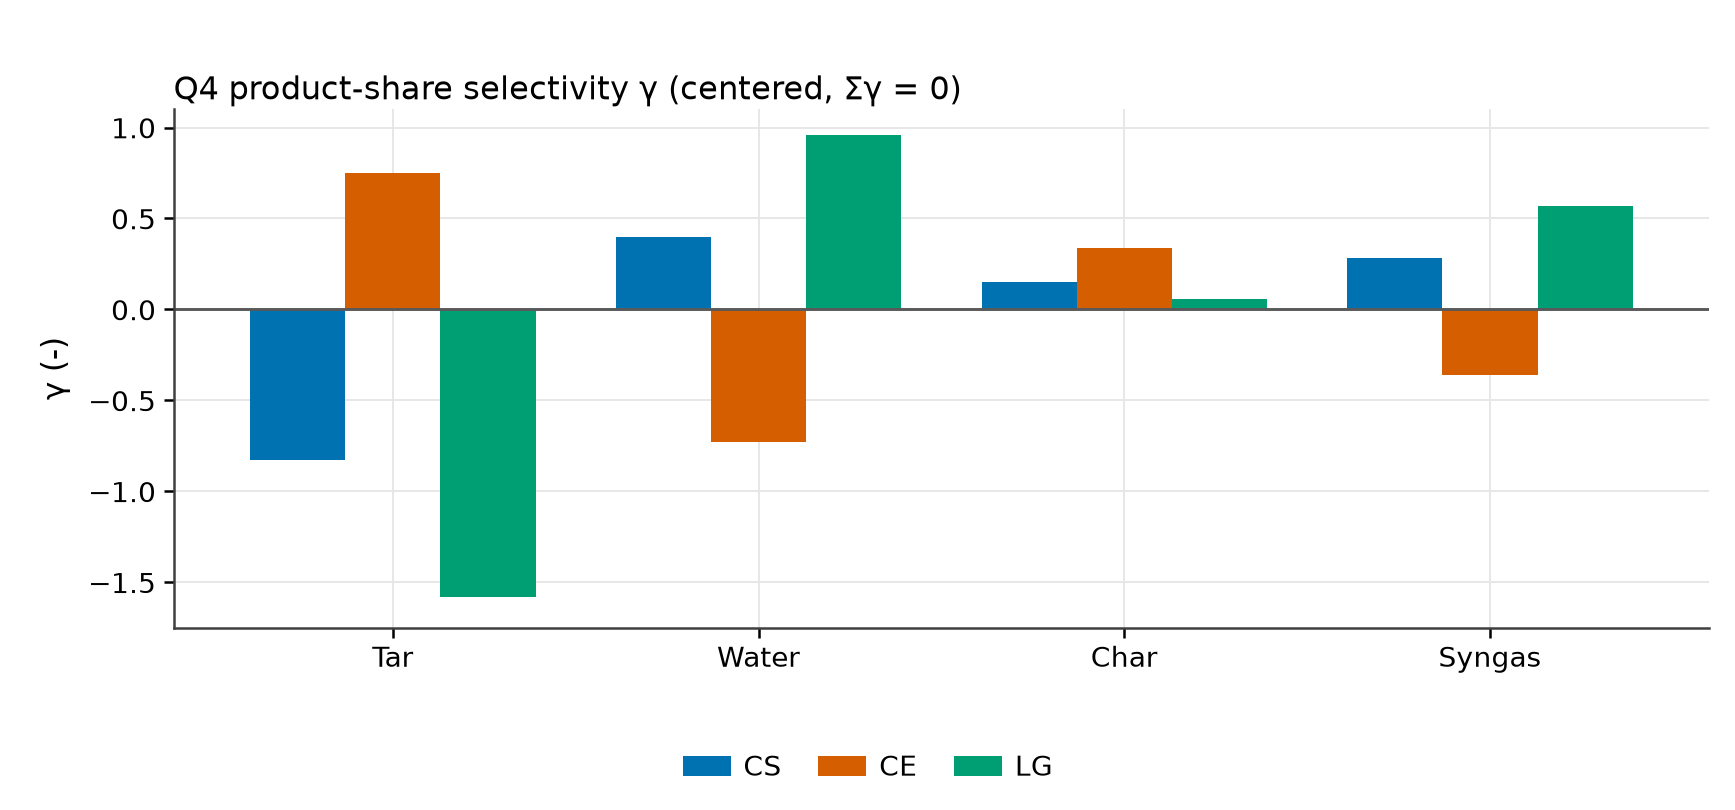 Q4 product-share selectivity γ (centered, Σγ = 0)
γ (-)
1.0
0.5
0.0
−0.5
−1.0
−1.5
Tar Water Char Syngas
CS CE LG